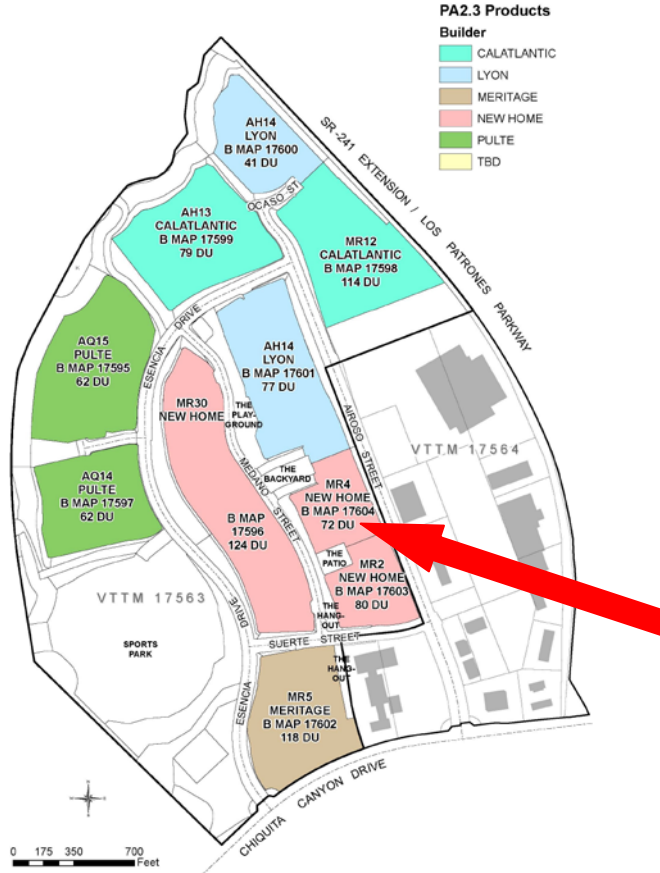 PA2.3 Products
Builder
CALATLANTIC
LYON
MERITAGE
NEW HOME
PULTE
TBD
SR-241 EXTENSION / LOS PATRONES PARKWAY
AH14
LYON
B MAP 17600
41 DU
OCASO ST
AH13
CALATLANTIC
B MAP 17599
79 DU
MR12
CALATLANTIC
B MAP 17598
114 DU
ESENCIA DRIVE
AQ15
PULTE
B MAP 17595
62 DU
AH14
LYON
B MAP 17601
77 DU
MR30
NEW HOME
THE
PLAY-
GROUND
AIROSO STREET
VTTM 17564
MEDANO STREET
THE
BACKYARD
AQ14
PULTE
B MAP 17597
62 DU
MR4
NEW HOME
B MAP 17604
72 DU
B MAP
17596
124 DU
THE
PATIO
MR2
NEW HOME
B MAP 17603
80 DU
VTTM 17563
THE
HANG-
OUT
SPORTS
PARK
SUERTE STREET
ESENCIA DRIVE
THE
HANG-
OUT
MR5
MERITAGE
B MAP 17602
118 DU
CHIQUITA CANYON DRIVE
0 175 350 700
Feet